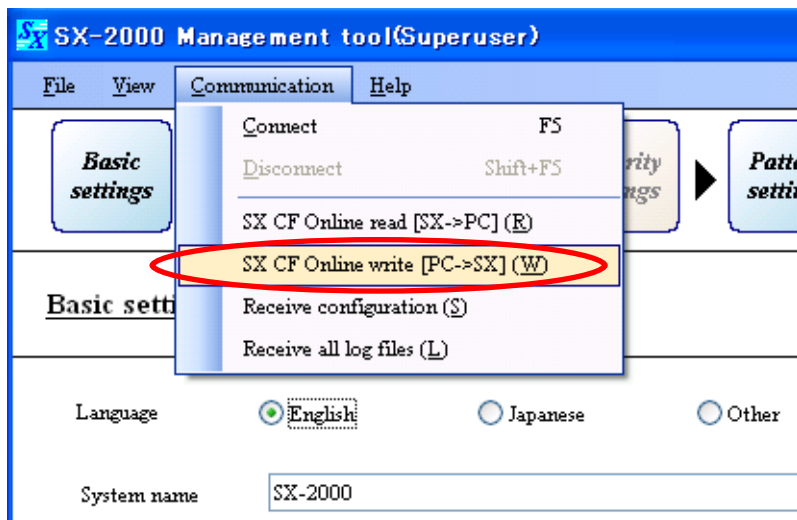 SX SX-2000 Management tool(Superuser)
File View Communication Help
Connect F5
Disconnect Shift+F5
SX CF Online read [SX->PC] (R)
SX CF Online write [PC->SX] (W)
Receive configuration (S)
Receive all log files (L)
Basic
settings
Basic
Language English Japanese Other
System name SX-2000